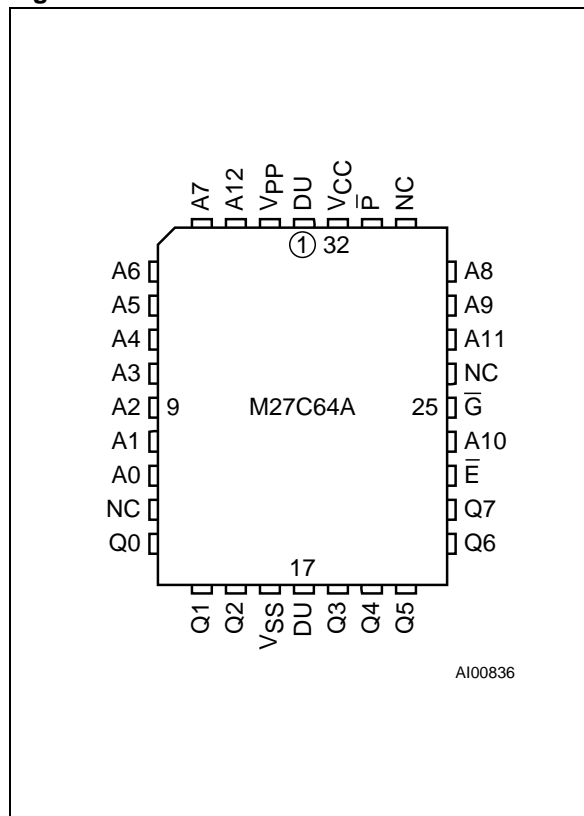 A7
A12
VPP
DU
VCC
P̅
NC
1 32
A6
A5
A4
A3
A2
A1
A0
NC
Q0
9
M27C64A
25
A8
A9
A11
NC
G̅
A10
E̅
Q7
Q6
17
Q1
Q2
VSS
DU
Q3
Q4
Q5
AI00836